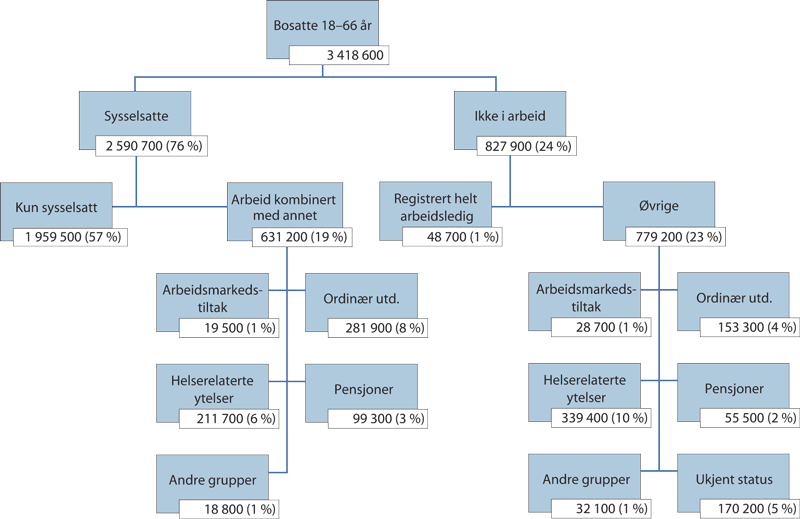 Bosatte 18–66 år
3 418 600
Sysselsatte
2 590 700 (76 %)
Ikke i arbeid
827 900 (24 %)
Kun sysselsatt
1 959 500 (57 %)
Arbeid kombinert
med annet
631 200 (19 %)
Registrert helt
arbeidsledig
48 700 (1 %)
Øvrige
779 200 (23 %)
Arbeidsmarkeds-
tiltak
19 500 (1 %)
Ordinær utd.
281 900 (8 %)
Helserelaterte
ytelser
211 700 (6 %)
Pensjoner
99 300 (3 %)
Andre grupper
18 800 (1 %)
Arbeidsmarkeds-
tiltak
28 700 (1 %)
Ordinær utd.
153 300 (4 %)
Helserelaterte
ytelser
339 400 (10 %)
Pensjoner
55 500 (2 %)
Andre grupper
32 100 (1 %)
Ukjent status
170 200 (5 %)